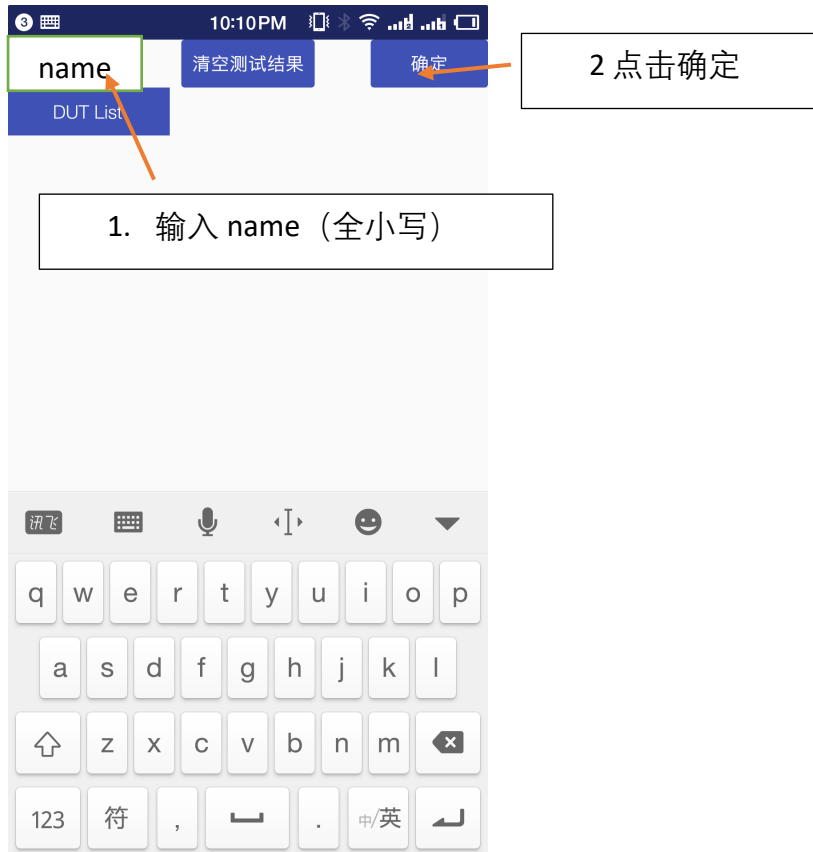 3 10:10PM
name 清空测试结果 确定 2 点击确定
DUT List
1. 输入 name（全小写）
讯飞
q w e r t y u i o p
a s d f g h j k l
z x c v b n m
123 符 , . 中/英